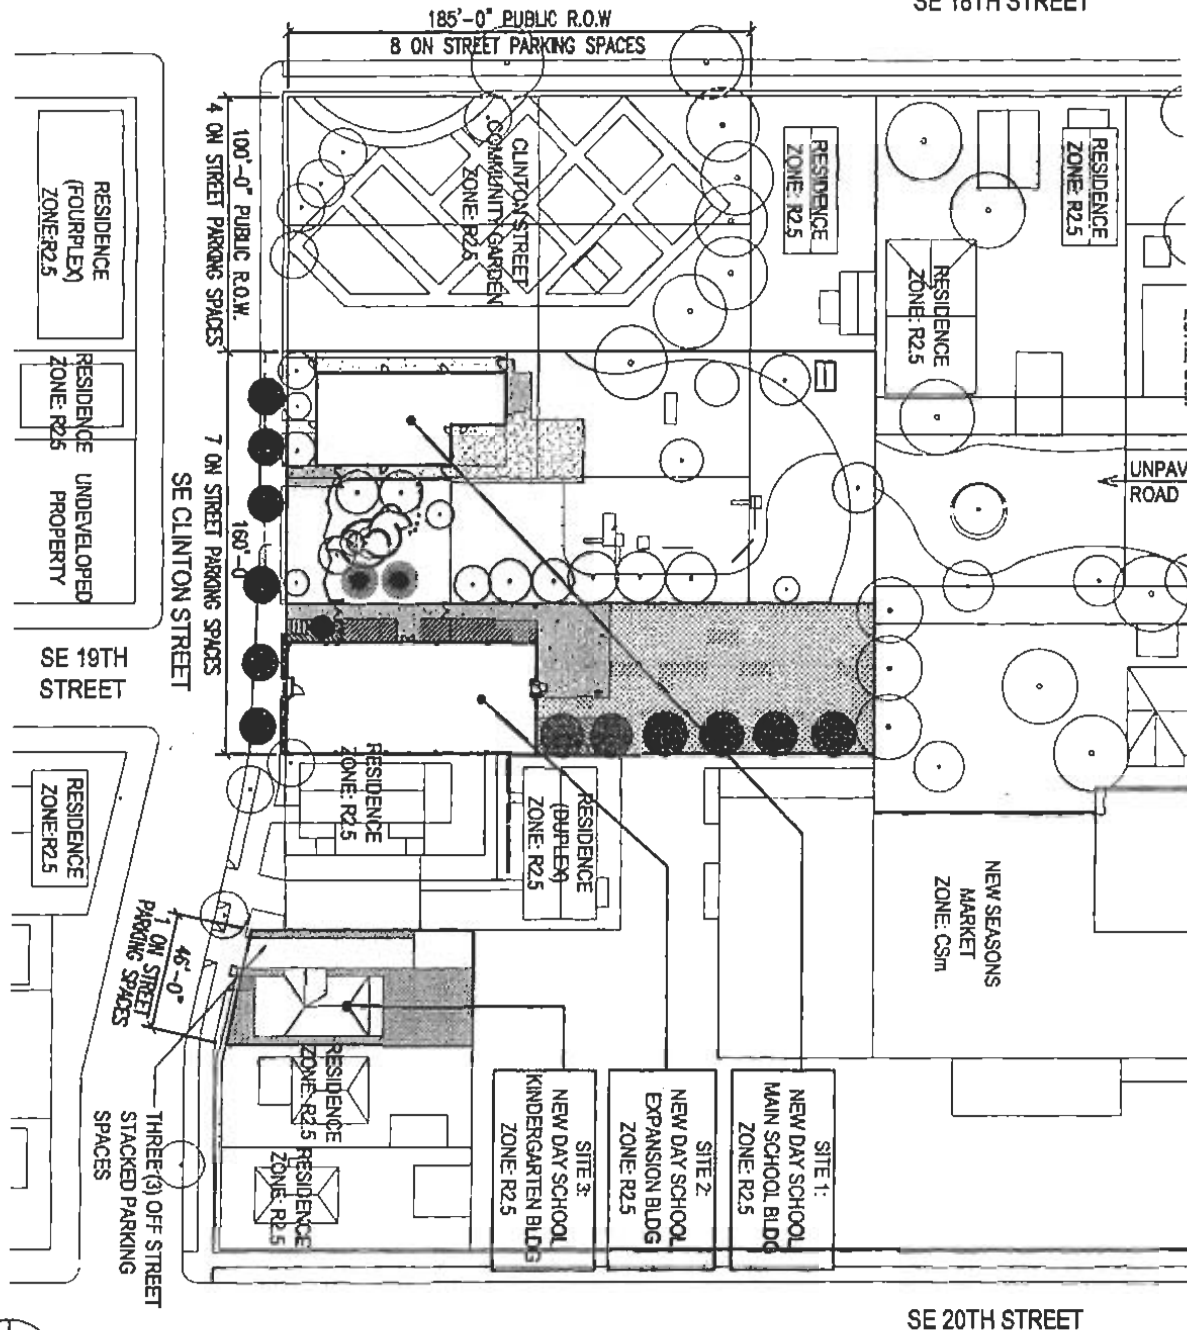 SE 18TH STREET
185'-0" PUBLIC R.O.W
8 ON STREET PARKING SPACES
100'-0" PUBLIC R.O.W.
4 ON STREET PARKING SPACES
RESIDENCE
(FOURPLEX)
ZONE:R2.5
CLINTON STREET
COMMUNITY GARDEN
ZONE: R2.5
RESIDENCE
ZONE: R2.5
RESIDENCE
ZONE: R2.5
RESIDENCE
ZONE: R2.5
RESIDENCE
ZONE: R2.5
UNDEVELOPED
PROPERTY
7 ON STREET PARKING SPACES
160'-0
SE CLINTON STREET
UNPAV
ROAD
SE 19TH
STREET
RESIDENCE
ZONE:R2.5
RESIDENCE
ZONE: R2.5
RESIDENCE
(DUPLEX)
ZONE: R2.5
NEW SEASONS
MARKET
ZONE: CSm
46'-0"
1 ON STREET
PARKING SPACES
RESIDENCE
ZONE: R2.5
RESIDENCE
ZONE: R2.5
THREE (3) OFF STREET
STACKED PARKING
SPACES
SITE 3:
NEW DAY SCHOOL
KINDERGARTEN BLDG
ZONE: R2.5
SITE 2:
NEW DAY SCHOOL
EXPANSION BLDG
ZONE: R2.5
SITE 1:
NEW DAY SCHOOL
MAIN SCHOOL BLDG
ZONE: R2.5
SE 20TH STREET